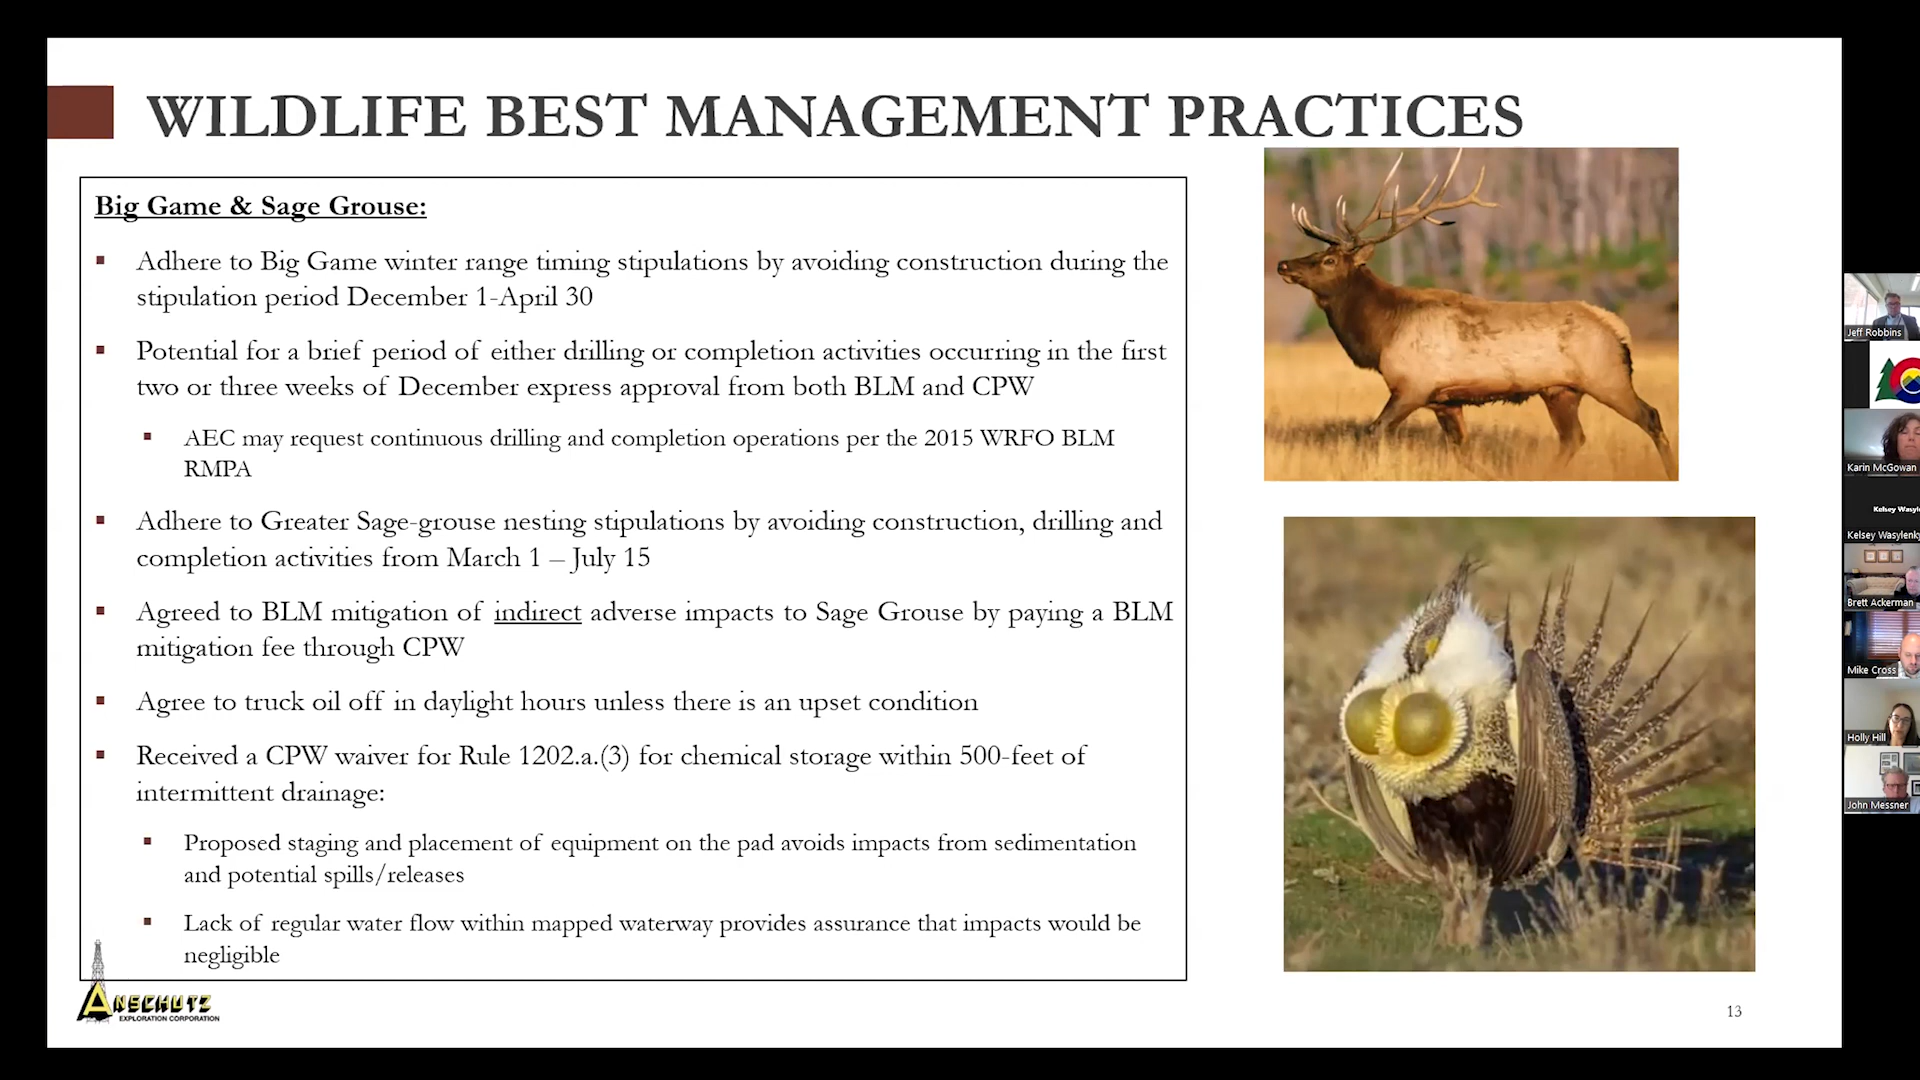 WILDLIFE BEST MANAGEMENT PRACTICES
Big Game & Sage Grouse:
Adhere to Big Game winter range timing stipulations by avoiding construction during the
stipulation period December 1-April 30
Potential for a brief period of either drilling or completion activities occurring in the first
two or three weeks of December express approval from both BLM and CPW
AEC may request continuous drilling and completion operations per the 2015 WRFO BLM
RMPA
Adhere to Greater Sage-grouse nesting stipulations by avoiding construction, drilling and
completion activities from March 1 – July 15
Agreed to BLM mitigation of indirect adverse impacts to Sage Grouse by paying a BLM
mitigation fee through CPW
Agree to truck oil off in daylight hours unless there is an upset condition
Received a CPW waiver for Rule 1202.a.(3) for chemical storage within 500-feet of
intermittent drainage:
Proposed staging and placement of equipment on the pad avoids impacts from sedimentation
and potential spills/releases
Lack of regular water flow within mapped waterway provides assurance that impacts would be
negligible
ANSCHUTZ
EXPLORATION CORPORATION
13
Jeff Robbins
Karin McGowan
Kelsey Wasyle
Kelsey Wasylenky
Brett Ackerman
Mike Cross
Holly Hill
John Messner